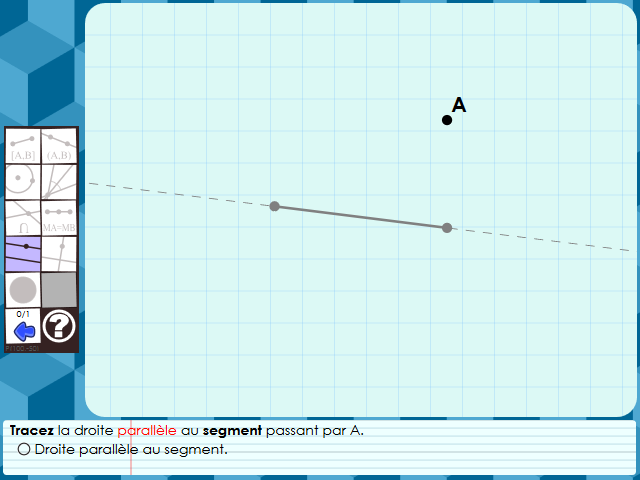 A
[A,B] (A,B)
MA=MB
0/1
?
Tracez la droite parallèle au segment passant par A.
Droite parallèle au segment.